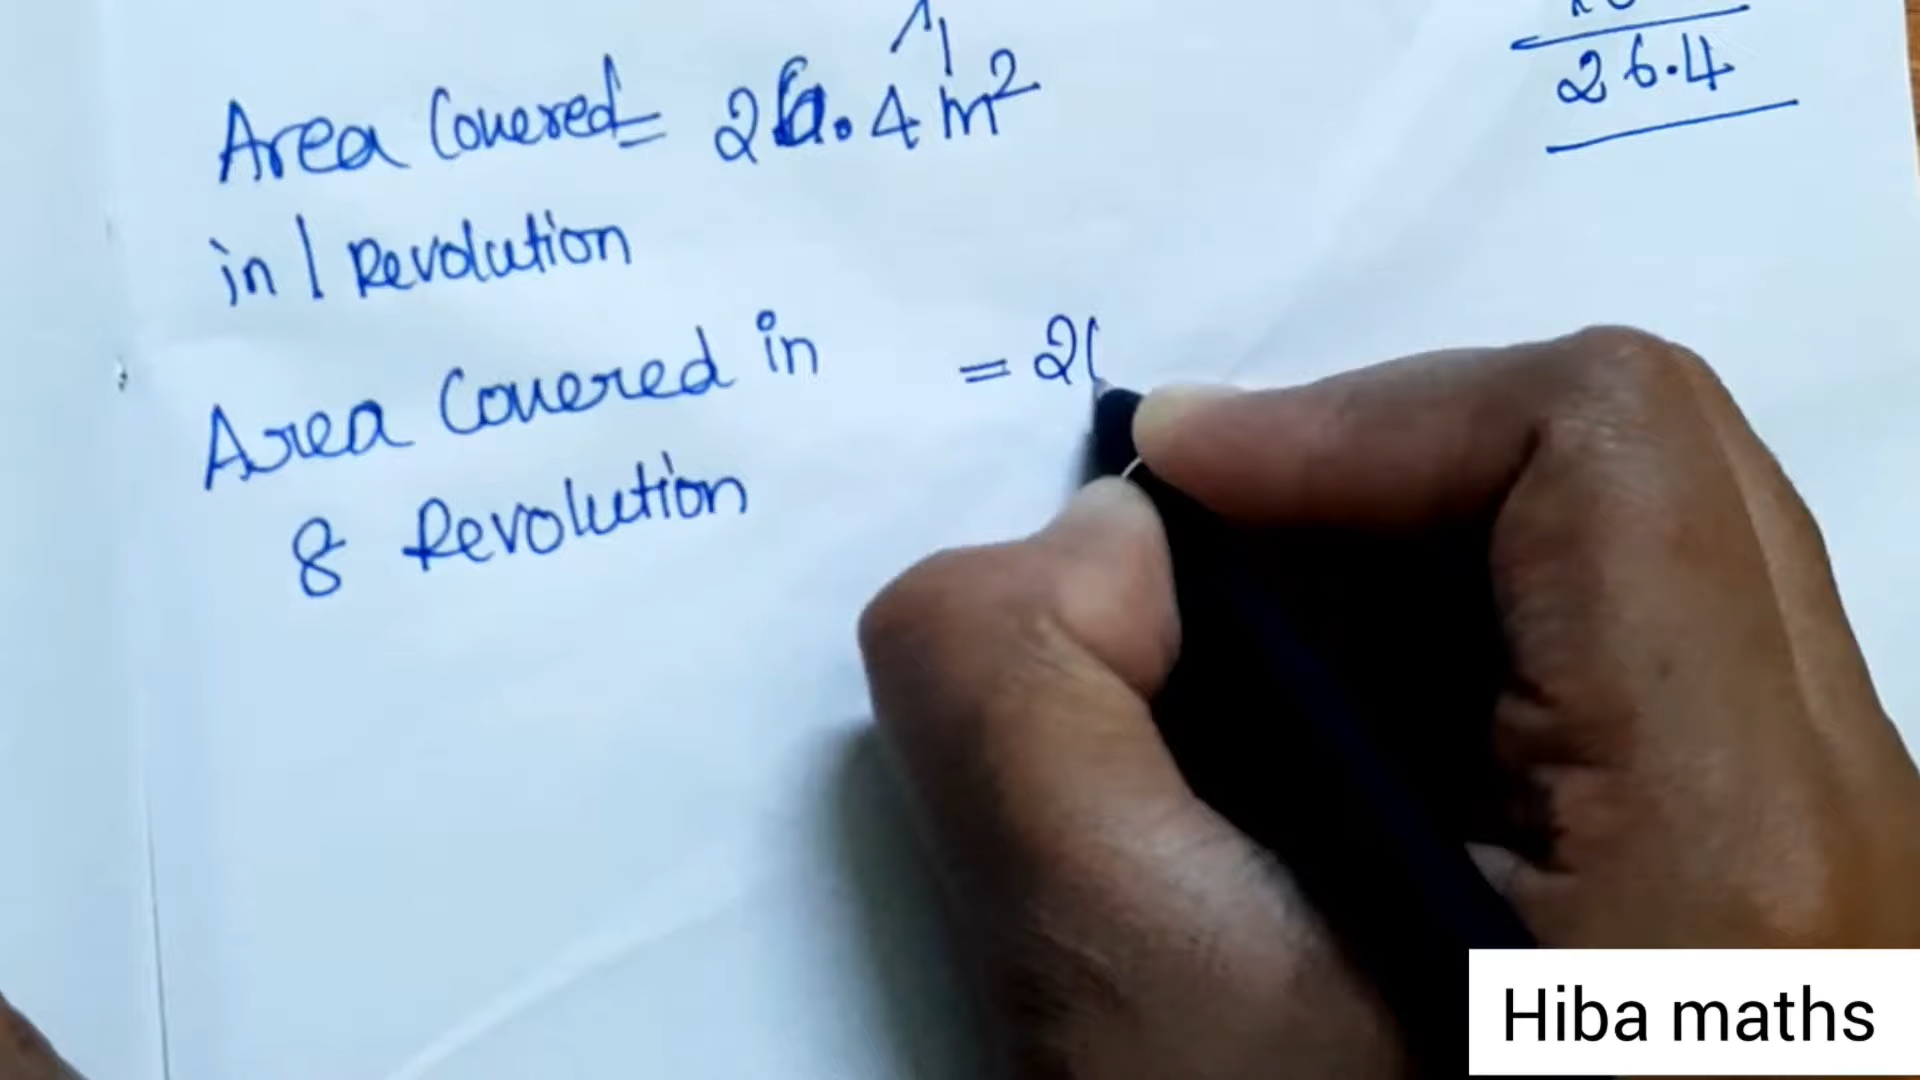 Area Covered = 26.4 m²
26.4
in 1 Revolution
Area Covered in = 2
8 Revolution
Hiba maths